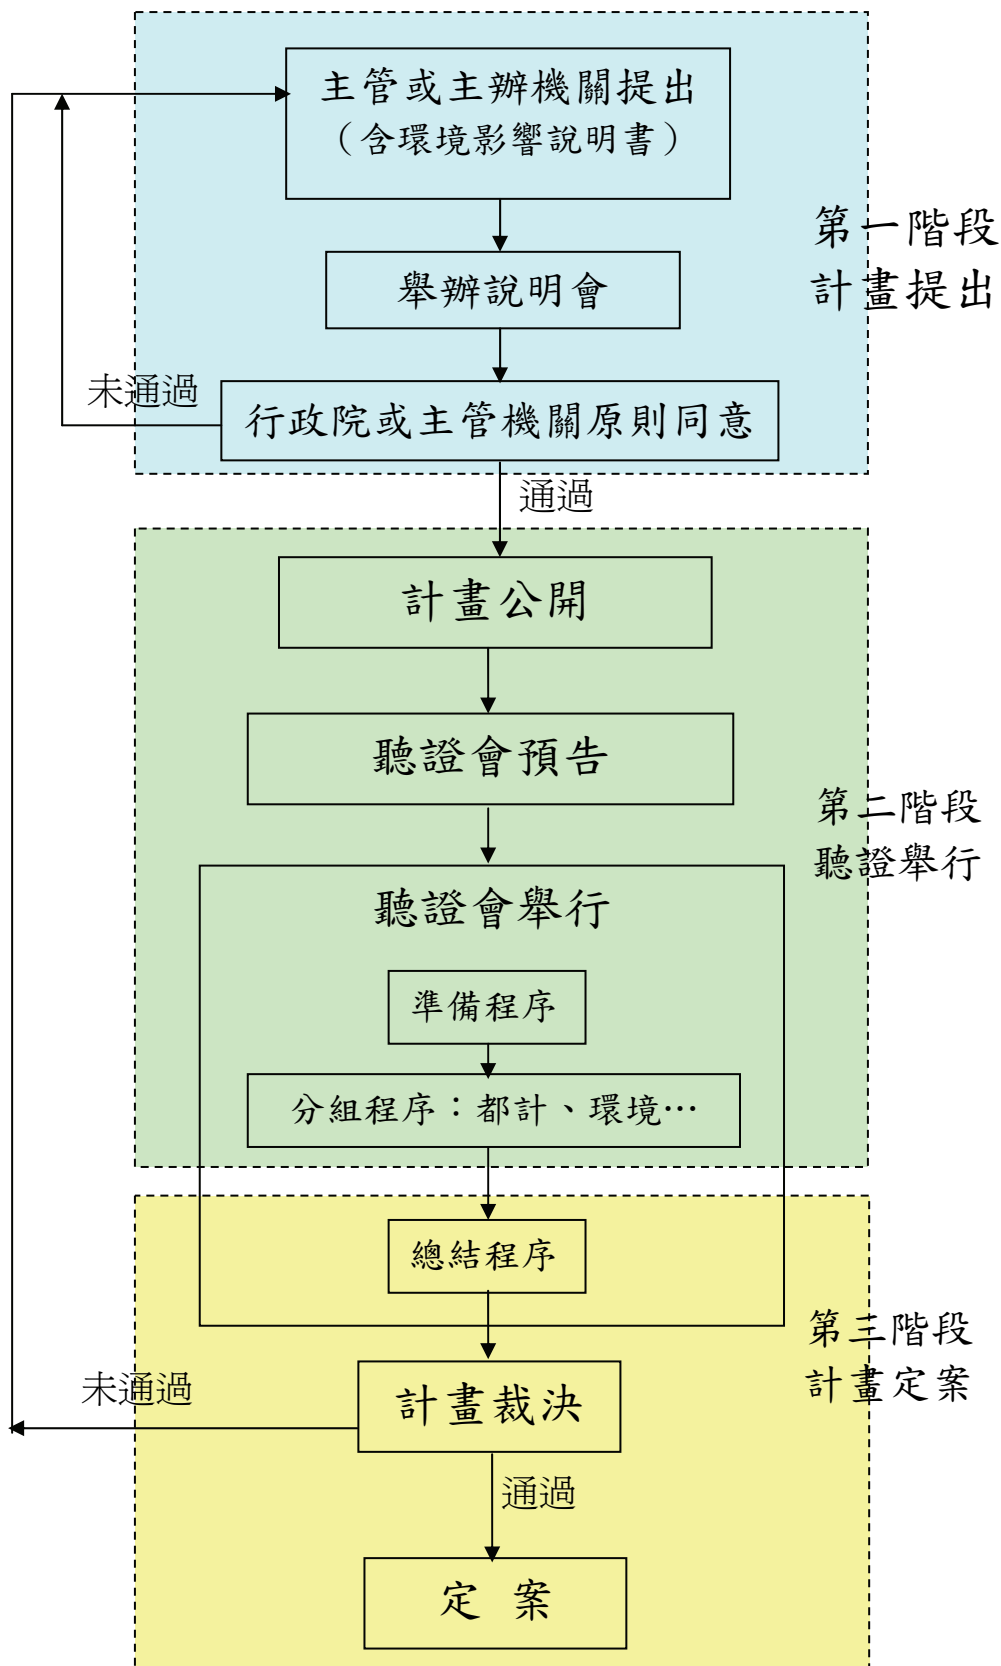 主管或主辦機關提出
（含環境影響說明書）
第一階段
計畫提出
舉辦說明會
未通過
行政院或主管機關原則同意
通過
計畫公開
聽證會預告
第二階段
聽證舉行
聽證會舉行
準備程序
分組程序：都計、環境…
總結程序
第三階段
計畫定案
未通過
計畫裁決
通過
定 案